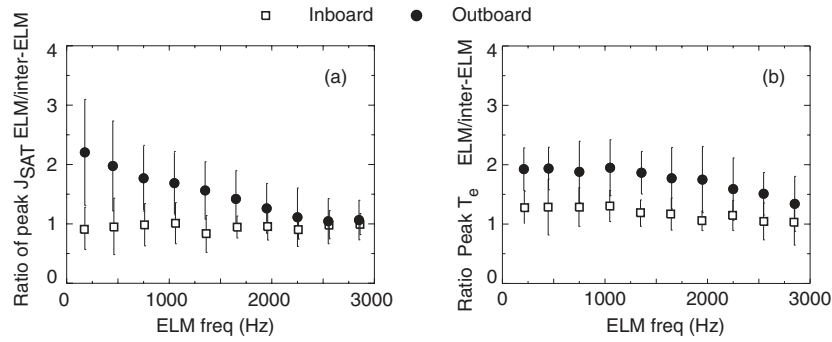 Inboard Outboard
Ratio of peak J_SAT ELM/inter-ELM
4
3
2
1
0
(a)
0 1000 2000 3000
ELM freq (Hz)
Ratio Peak T_e ELM/inter-ELM
4
3
2
1
0
(b)
0 1000 2000 3000
ELM freq (Hz)